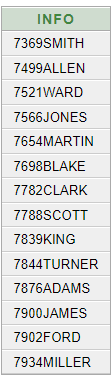 INFO
7369SMITH
7499ALLEN
7521WARD
7566JONES
7654MARTIN
7698BLAKE
7782CLARK
7788SCOTT
7839KING
7844TURNER
7876ADAMS
7900JAMES
7902FORD
7934MILLER